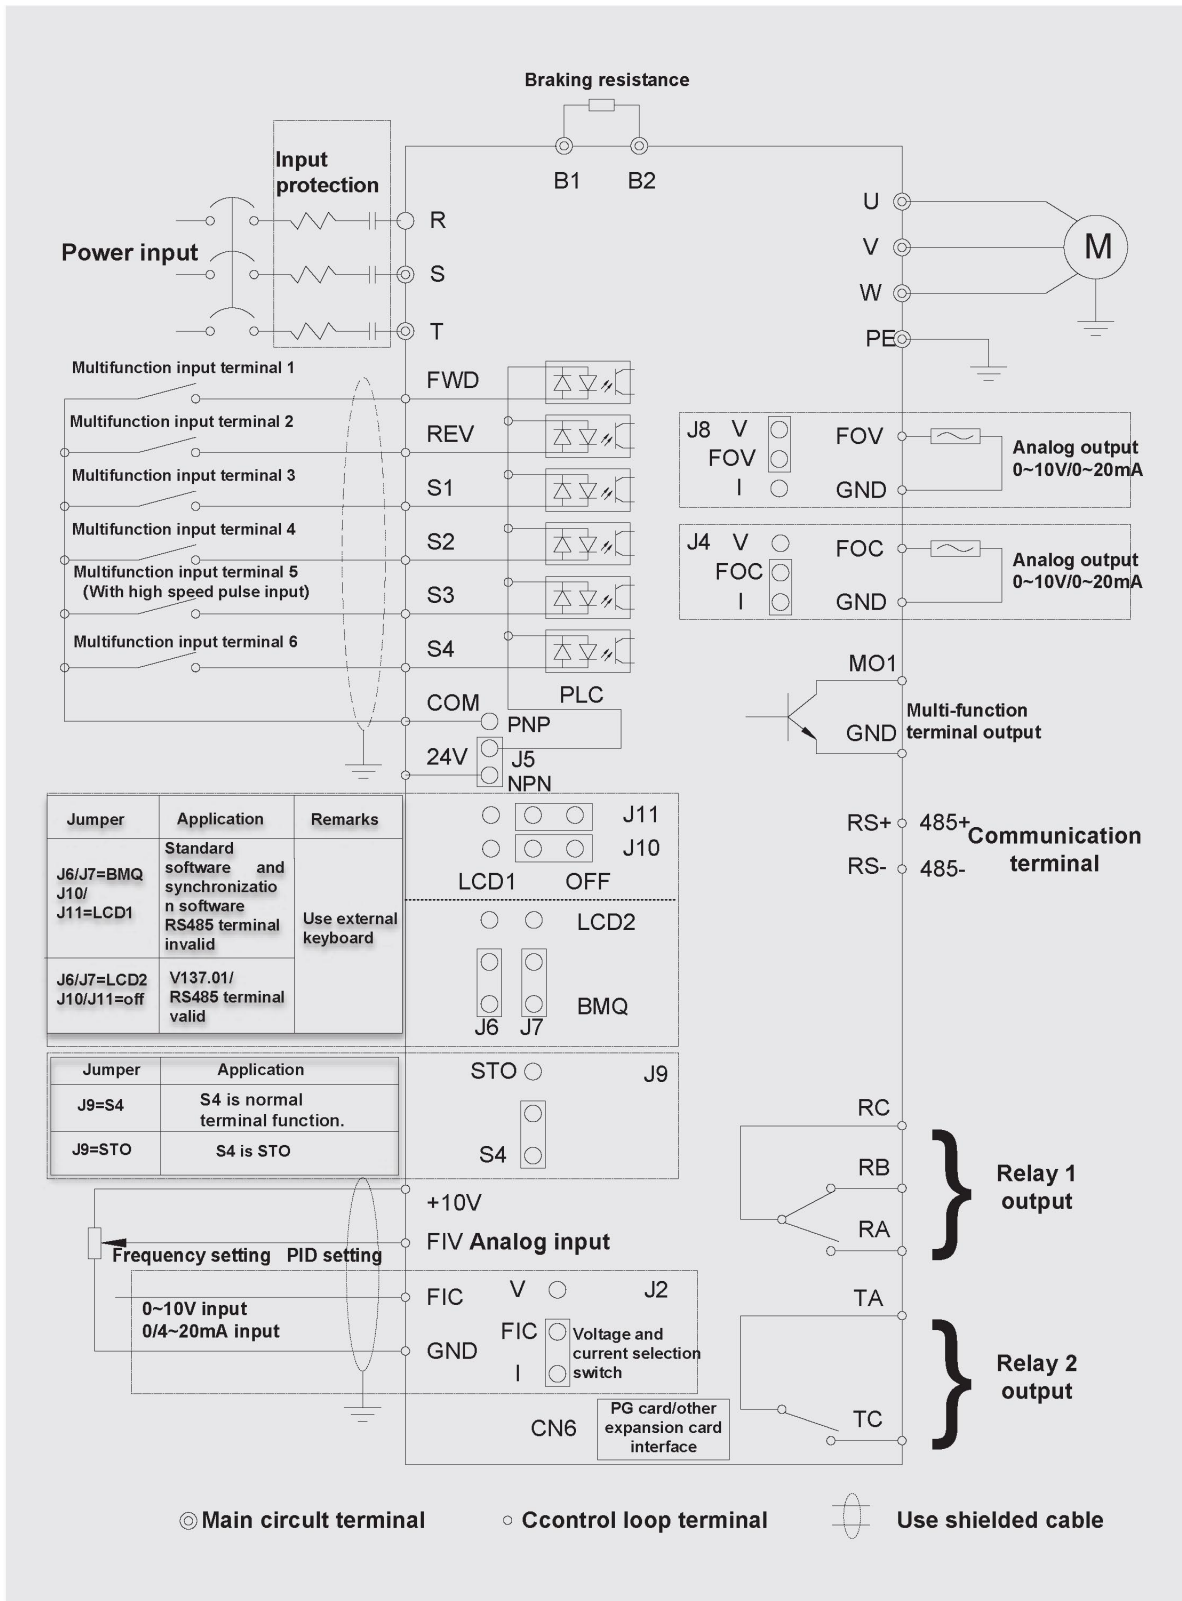 Braking resistance
B1 B2
Input
protection
Power input
R
S
T
U
V
W
PE
M
Multifunction input terminal 1
FWD
Multifunction input terminal 2
REV
Multifunction input terminal 3
S1
Multifunction input terminal 4
S2
Multifunction input terminal 5
(With high speed pulse input)
S3
Multifunction input terminal 6
S4
COM
PLC
PNP
24V
J5
NPN
J8 V
FOV
I
FOV
GND
Analog output
0~10V/0~20mA
J4 V
FOC
I
FOC
GND
Analog output
0~10V/0~20mA
MO1
GND
Multi-function
terminal output
RS+ 485+
RS- 485-
Communication
terminal
Jumper Application Remarks
J6/J7=BMQ
J10/
J11=LCD1
Standard
software and
synchronizatio
n software
RS485 terminal
invalid
Use external
keyboard
J6/J7=LCD2
J10/J11=off
V137.01/
RS485 terminal
valid
J11
J10
LCD1 OFF
LCD2
BMQ
J6 J7
Jumper Application
J9=S4
S4 is normal
terminal function.
J9=STO
S4 is STO
STO
J9
S4
+10V
FIV Analog input
Frequency setting PID setting
FIC
0~10V input
0/4~20mA input
GND
V
J2
FIC
I
Voltage and
current selection
switch
CN6
PG card/other
expansion card
interface
RC
RB
RA
Relay 1
output
TA
TC
Relay 2
output
Main circult terminal
Ccontrol loop terminal
Use shielded cable